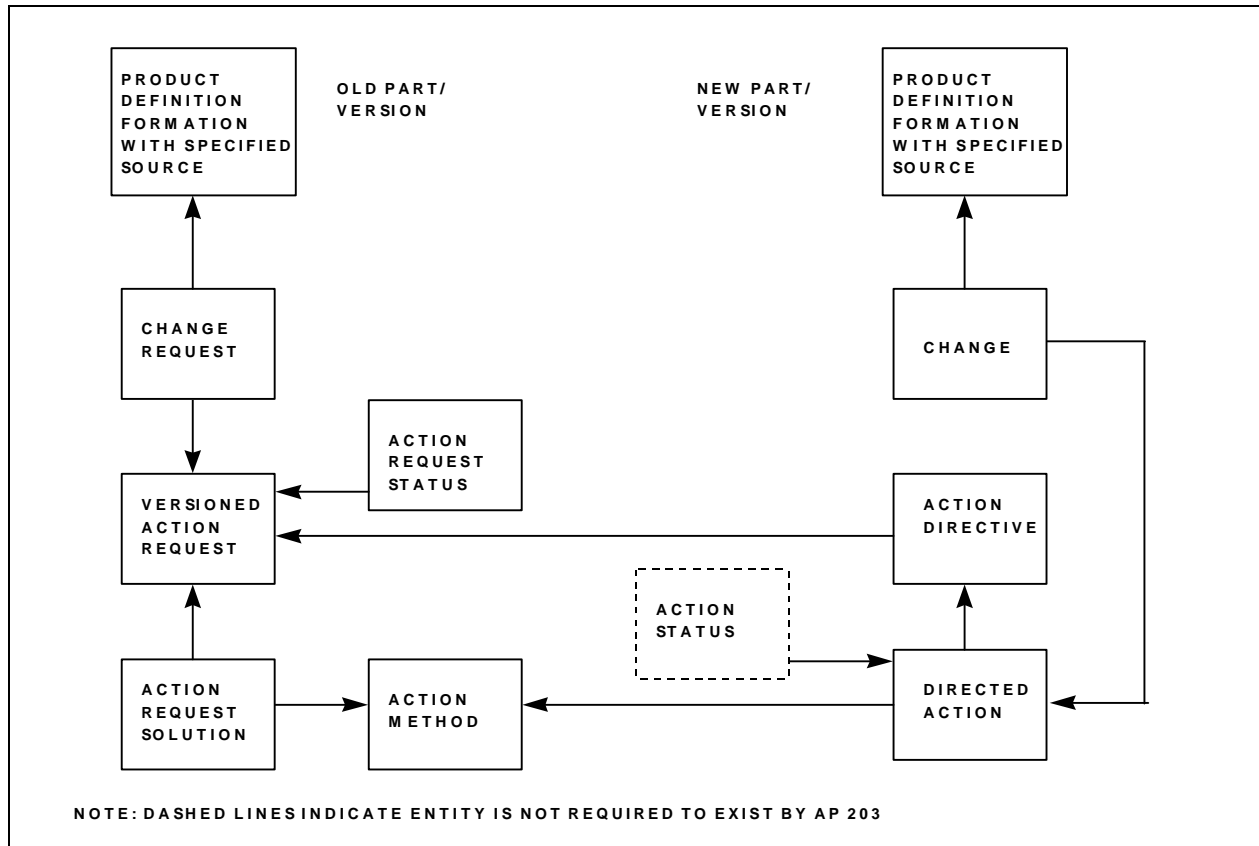 PRODUCT
DEFINITION
FORMATION
WITH SPECIFIED
SOURCE
OLD PART/
VERSION
NEW PART/
VERSION
PRODUCT
DEFINITION
FORMATION
WITH SPECIFIED
SOURCE
CHANGE
REQUEST
CHANGE
ACTION
REQUEST
STATUS
VERSIONED
ACTION
REQUEST
ACTION
DIRECTIVE
ACTION
STATUS
ACTION
REQUEST
SOLUTION
ACTION
METHOD
DIRECTED
ACTION
NOTE: DASHED LINES INDICATE ENTITY IS NOT REQUIRED TO EXIST BY AP 203